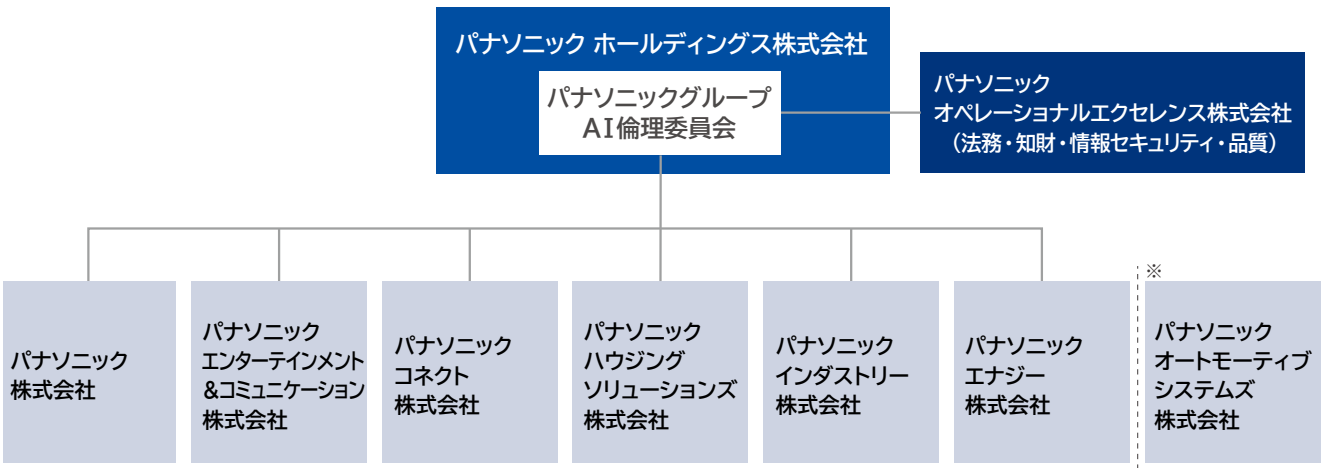 パナソニック ホールディングス株式会社
パナソニックグループ
AI倫理委員会
パナソニック
オペレーショナルエクセレンス株式会社
(法務・知財・情報セキュリティ・品質)
パナソニック
株式会社
パナソニック
エンターテインメント
&コミュニケーション
株式会社
パナソニック
コネクト
株式会社
パナソニック
ハウジング
ソリューションズ
株式会社
パナソニック
インダストリー
株式会社
パナソニック
エナジー
株式会社
※
パナソニック
オートモーティブ
システムズ
株式会社